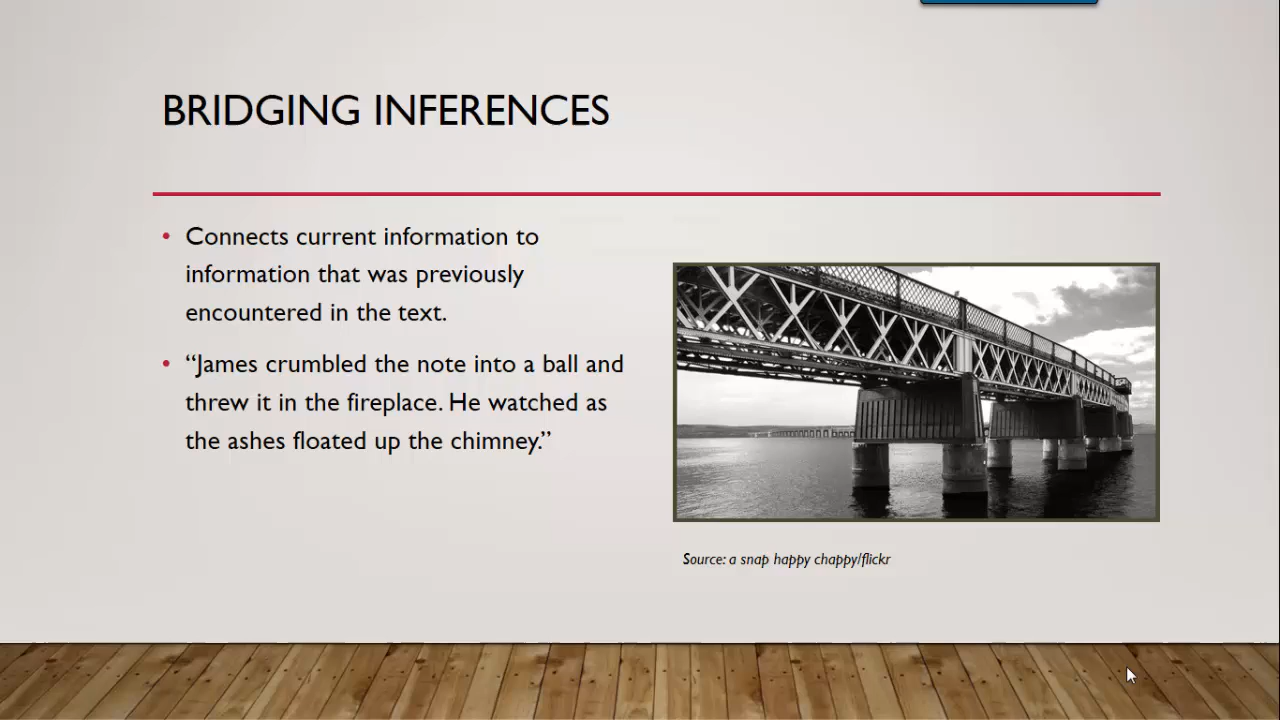 BRIDGING INFERENCES
• Connects current information to
information that was previously
encountered in the text.
• “James crumbled the note into a ball and
threw it in the fireplace. He watched as
the ashes floated up the chimney.”
Source: a snap happy chappy/flickr